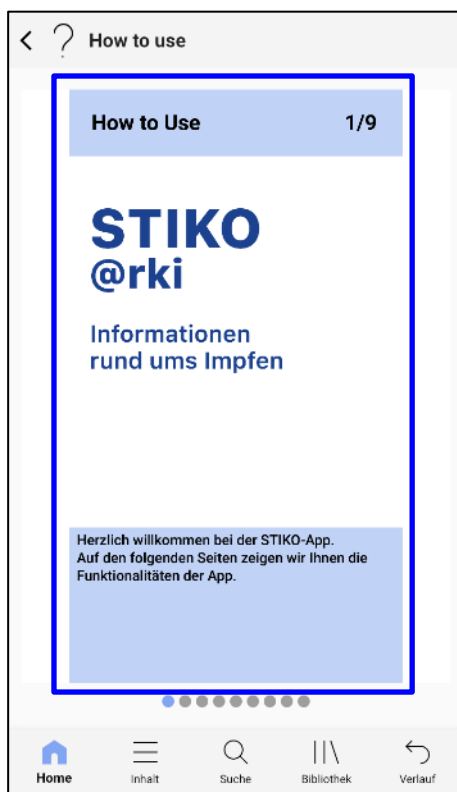 How to use
How to Use 1/9
STIKO
@rki
Informationen
rund ums Impfen
Herzlich willkommen bei der STIKO-App.
Auf den folgenden Seiten zeigen wir Ihnen die
Funktionalitäten der App.
Home Inhalt Suche Bibliothek Verlauf